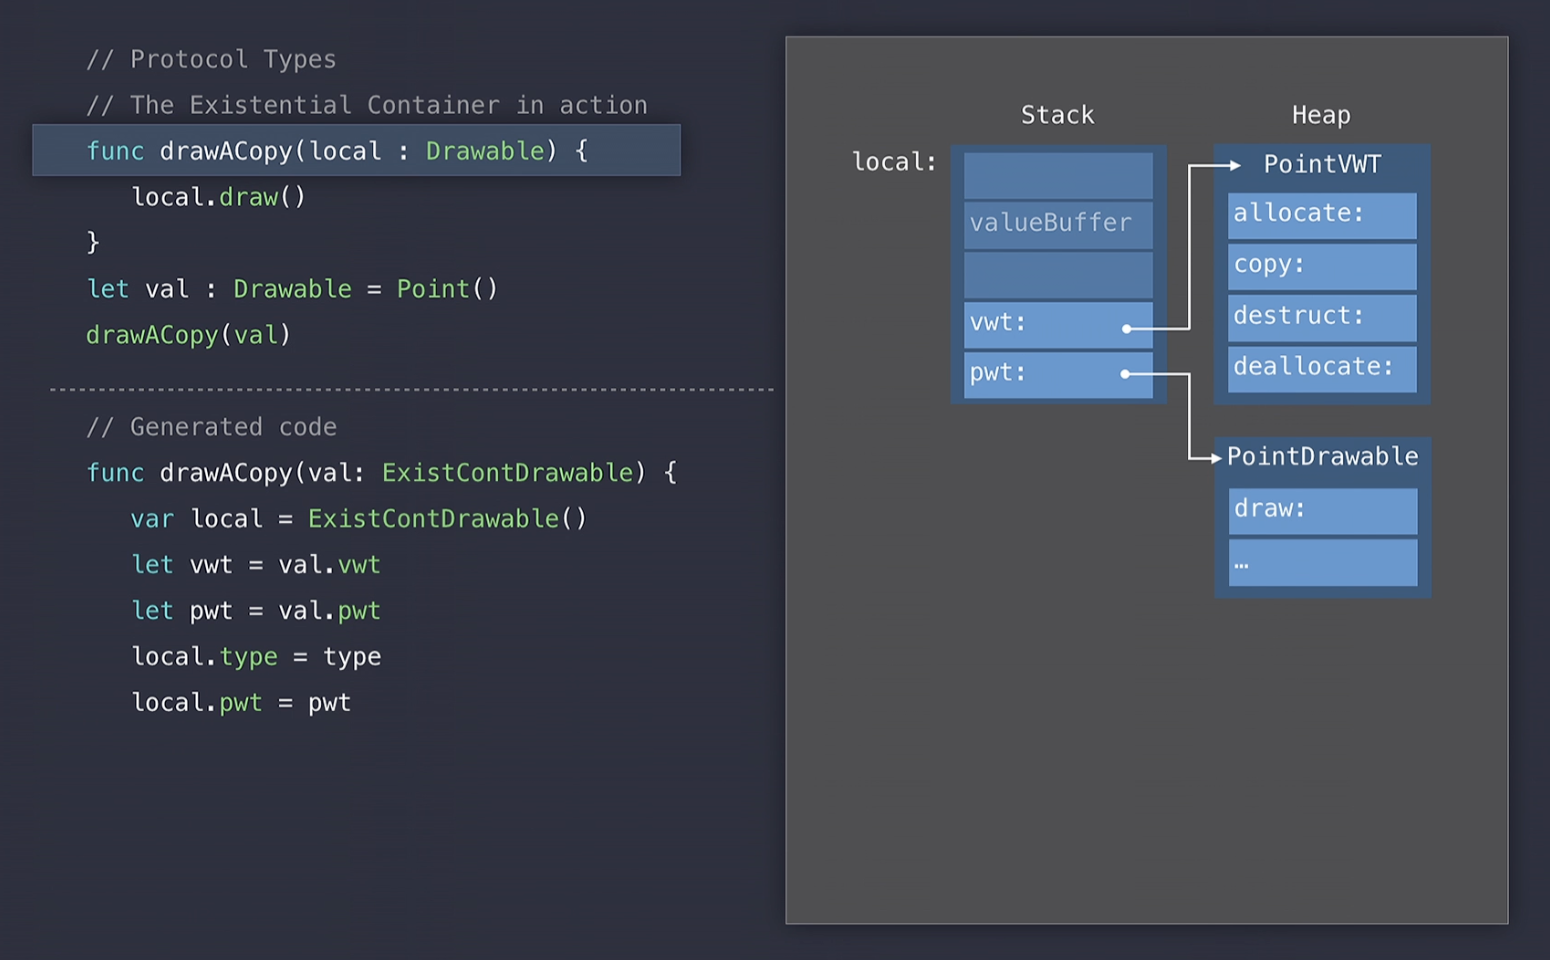 // Protocol Types
// The Existential Container in action
func drawACopy(local : Drawable) {
local.draw()
}
let val : Drawable = Point()
drawACopy(val)
// Generated code
func drawACopy(val: ExistContDrawable) {
var local = ExistContDrawable()
let vwt = val.vwt
let pwt = val.pwt
local.type = type
local.pwt = pwt
Stack
Heap
local:
valueBuffer
vwt:
pwt:
PointVWT
allocate:
copy:
destruct:
deallocate:
PointDrawable
draw:
…